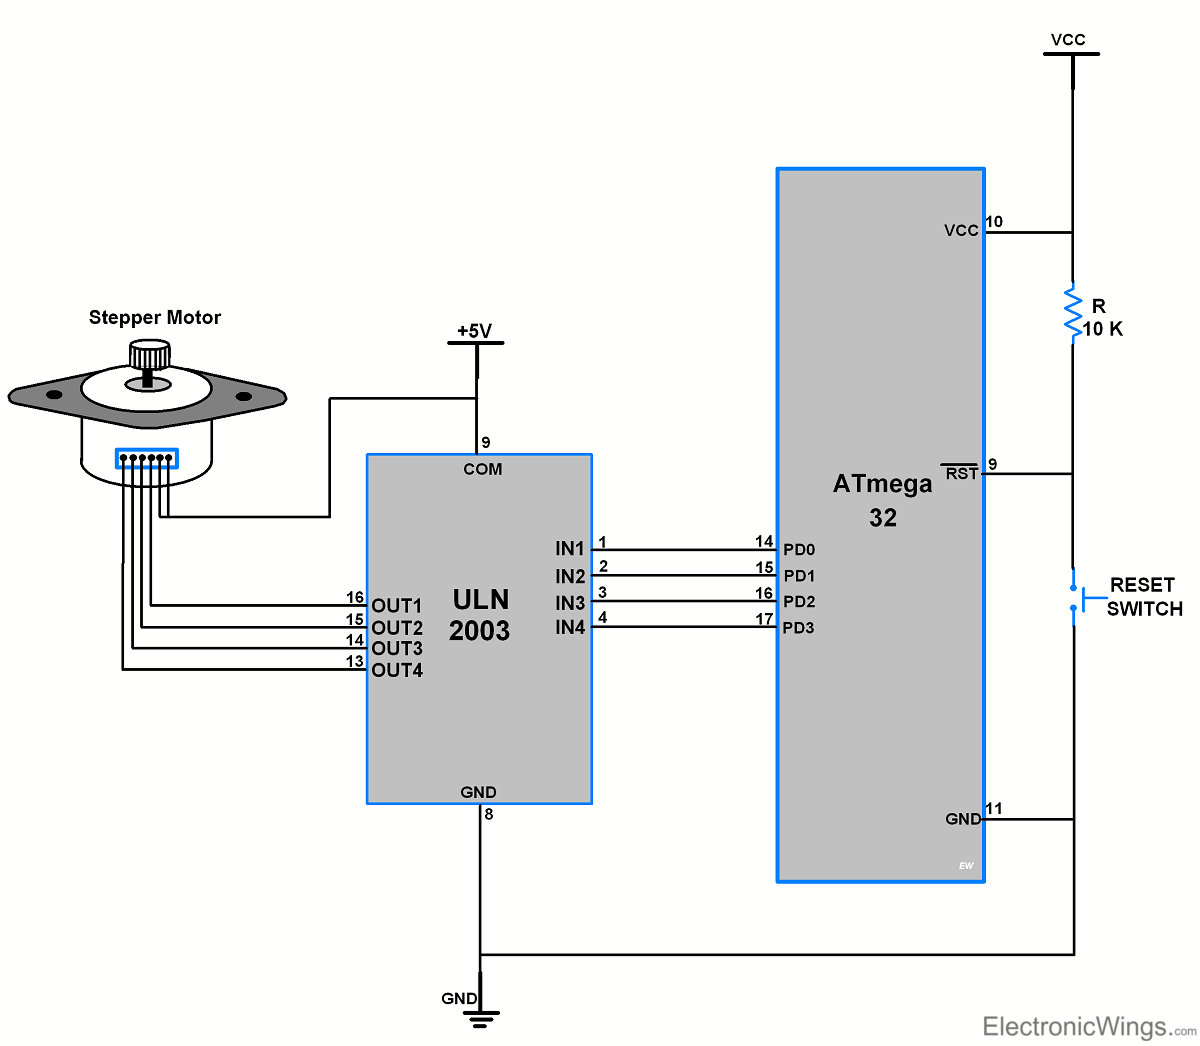 VCC
10
VCC
Stepper Motor
R
10 K
+5V
9
COM
9
RST
ATmega
32
IN1 1 14 PD0
IN2 2 15 PD1
IN3 3 16 PD2
IN4 4 17 PD3
RESET
SWITCH
ULN
2003
16 OUT1
15 OUT2
14 OUT3
13 OUT4
GND
8
11
GND
EW
GND
ElectronicWings.com